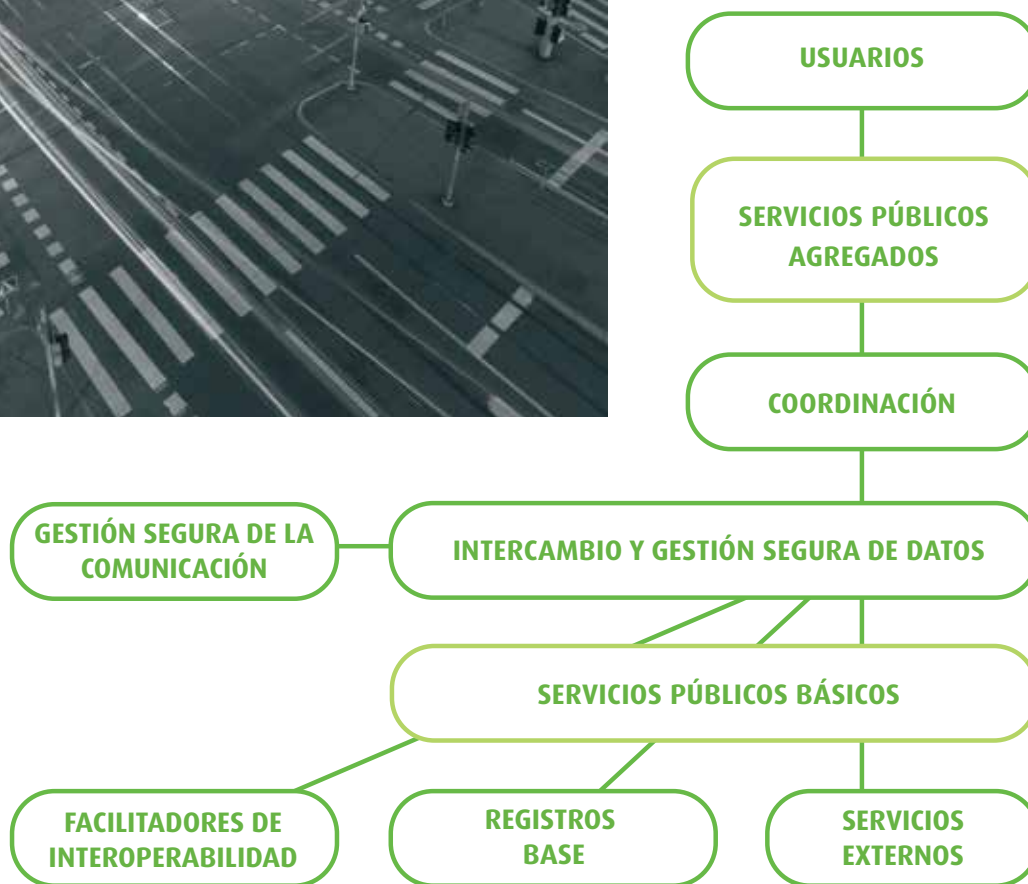 USUARIOS
SERVICIOS PÚBLICOS
AGREGADOS
COORDINACIÓN
GESTIÓN SEGURA DE LA
COMUNICACIÓN
INTERCAMBIO Y GESTIÓN SEGURA DE DATOS
SERVICIOS PÚBLICOS BÁSICOS
FACILITADORES DE
INTEROPERABILIDAD
REGISTROS
BASE
SERVICIOS
EXTERNOS